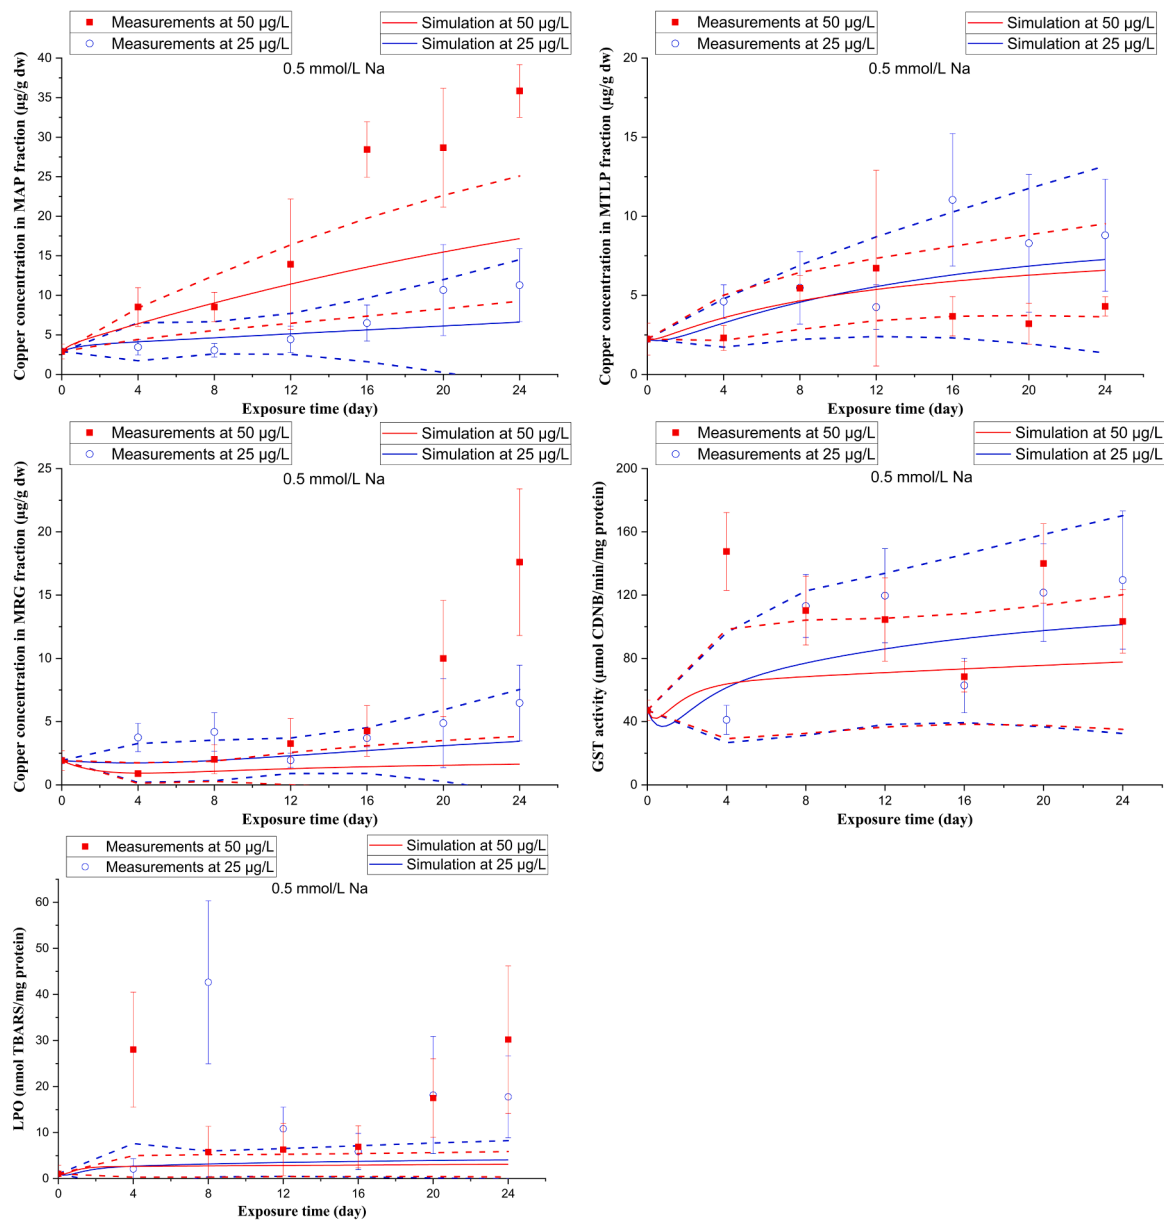 Measurements at 50 µg/L Simulation at 50 µg/L
Measurements at 25 µg/L Simulation at 25 µg/L
0.5 mmol/L Na
Copper concentration in MAP fraction (µg/g dw)
40
35
30
25
20
15
10
5
0
0 4 8 12 16 20 24
Exposure time (day)
Measurements at 50 µg/L Simulation at 50 µg/L
Measurements at 25 µg/L Simulation at 25 µg/L
0.5 mmol/L Na
Copper concentration in MTLP fraction (µg/g dw)
20
15
10
5
0
0 4 8 12 16 20 24
Exposure time (day)
Measurements at 50 µg/L Simulation at 50 µg/L
Measurements at 25 µg/L Simulation at 25 µg/L
0.5 mmol/L Na
Copper concentration in MRG fraction (µg/g dw)
25
20
15
10
5
0
0 4 8 12 16 20 24
Exposure time (day)
Measurements at 50 µg/L Simulation at 50 µg/L
Measurements at 25 µg/L Simulation at 25 µg/L
0.5 mmol/L Na
GST activity (µmol CDNB/min/mg protein)
200
160
120
80
40
0
0 4 8 12 16 20 24
Exposure time (day)
Measurements at 50 µg/L Simulation at 50 µg/L
Measurements at 25 µg/L Simulation at 25 µg/L
0.5 mmol/L Na
LPO (nmol TBARS/mg protein)
60
50
40
30
20
10
0
0 4 8 12 16 20 24
Exposure time (day)